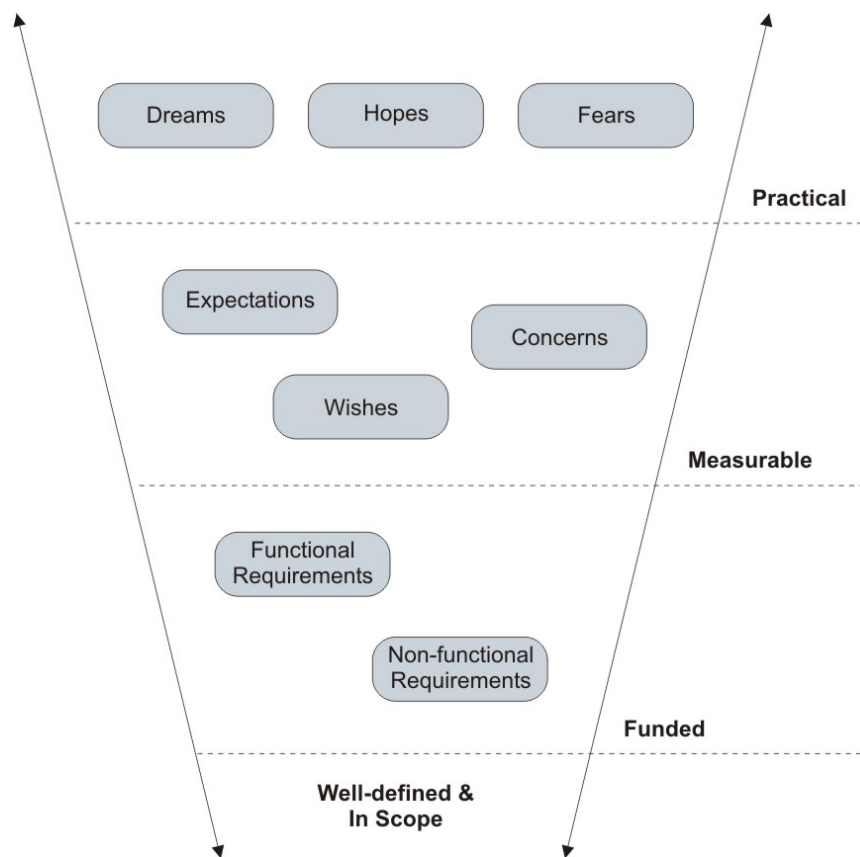 Dreams
Hopes
Fears
Practical
Expectations
Concerns
Wishes
Measurable
Functional
Requirements
Non-functional
Requirements
Funded
Well-defined &
In Scope